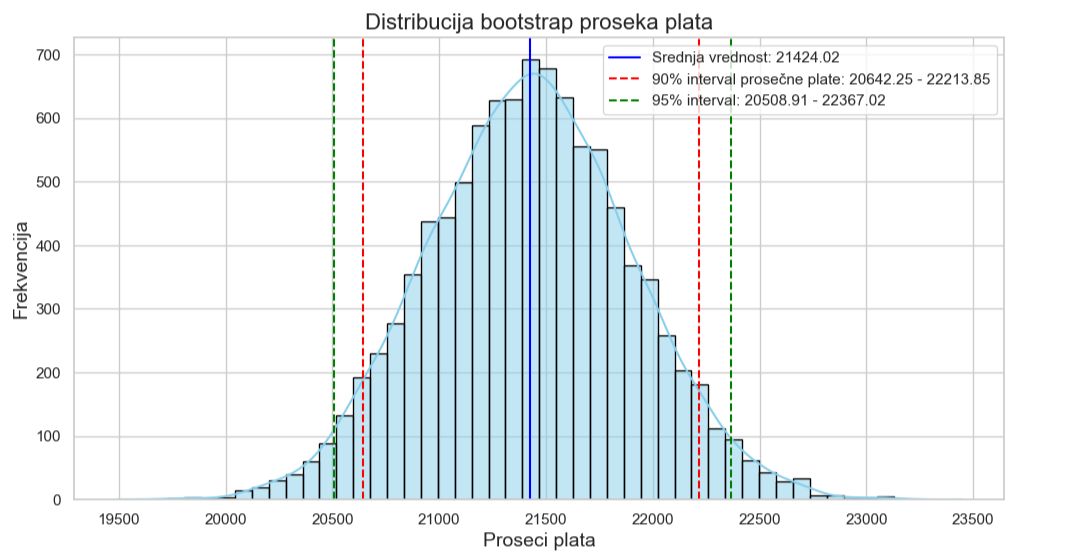 Distribucija bootstrap proseka plata
Srednja vrednost: 21424.02
90% interval prosečne plate: 20642.25 - 22213.85
95% interval: 20508.91 - 22367.02
Frekvencija
700
600
500
400
300
200
100
0
19500 20000 20500 21000 21500 22000 22500 23000 23500
Proseci plata